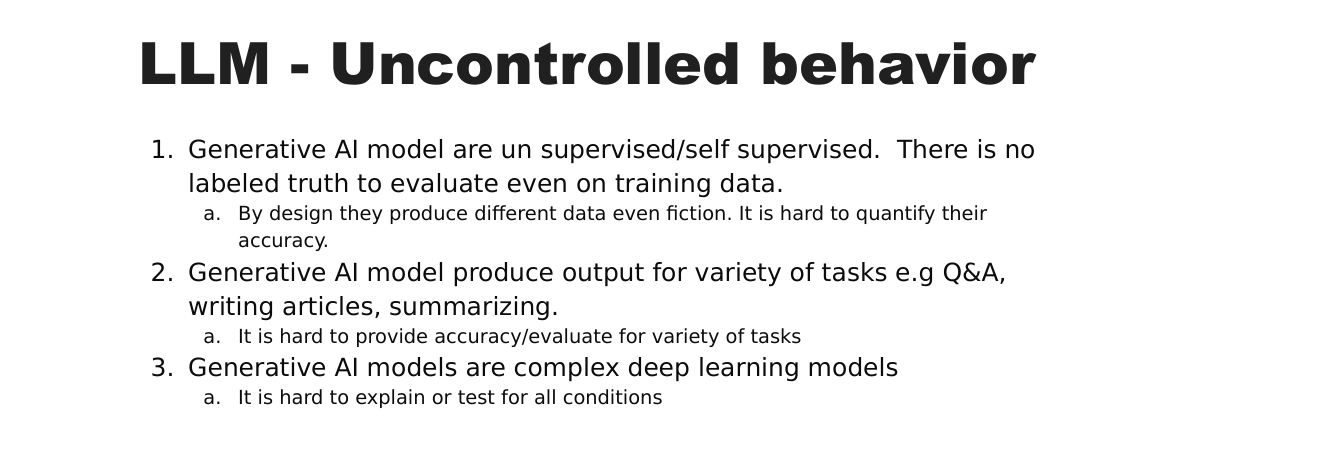 LLM - Uncontrolled behavior
1. Generative AI model are un supervised/self supervised.  There is no
labeled truth to evaluate even on training data.
a. By design they produce different data even fiction. It is hard to quantify their
accuracy.
2. Generative AI model produce output for variety of tasks e.g Q&A,
writing articles, summarizing.
a. It is hard to provide accuracy/evaluate for variety of tasks
3. Generative AI models are complex deep learning models
a. It is hard to explain or test for all conditions